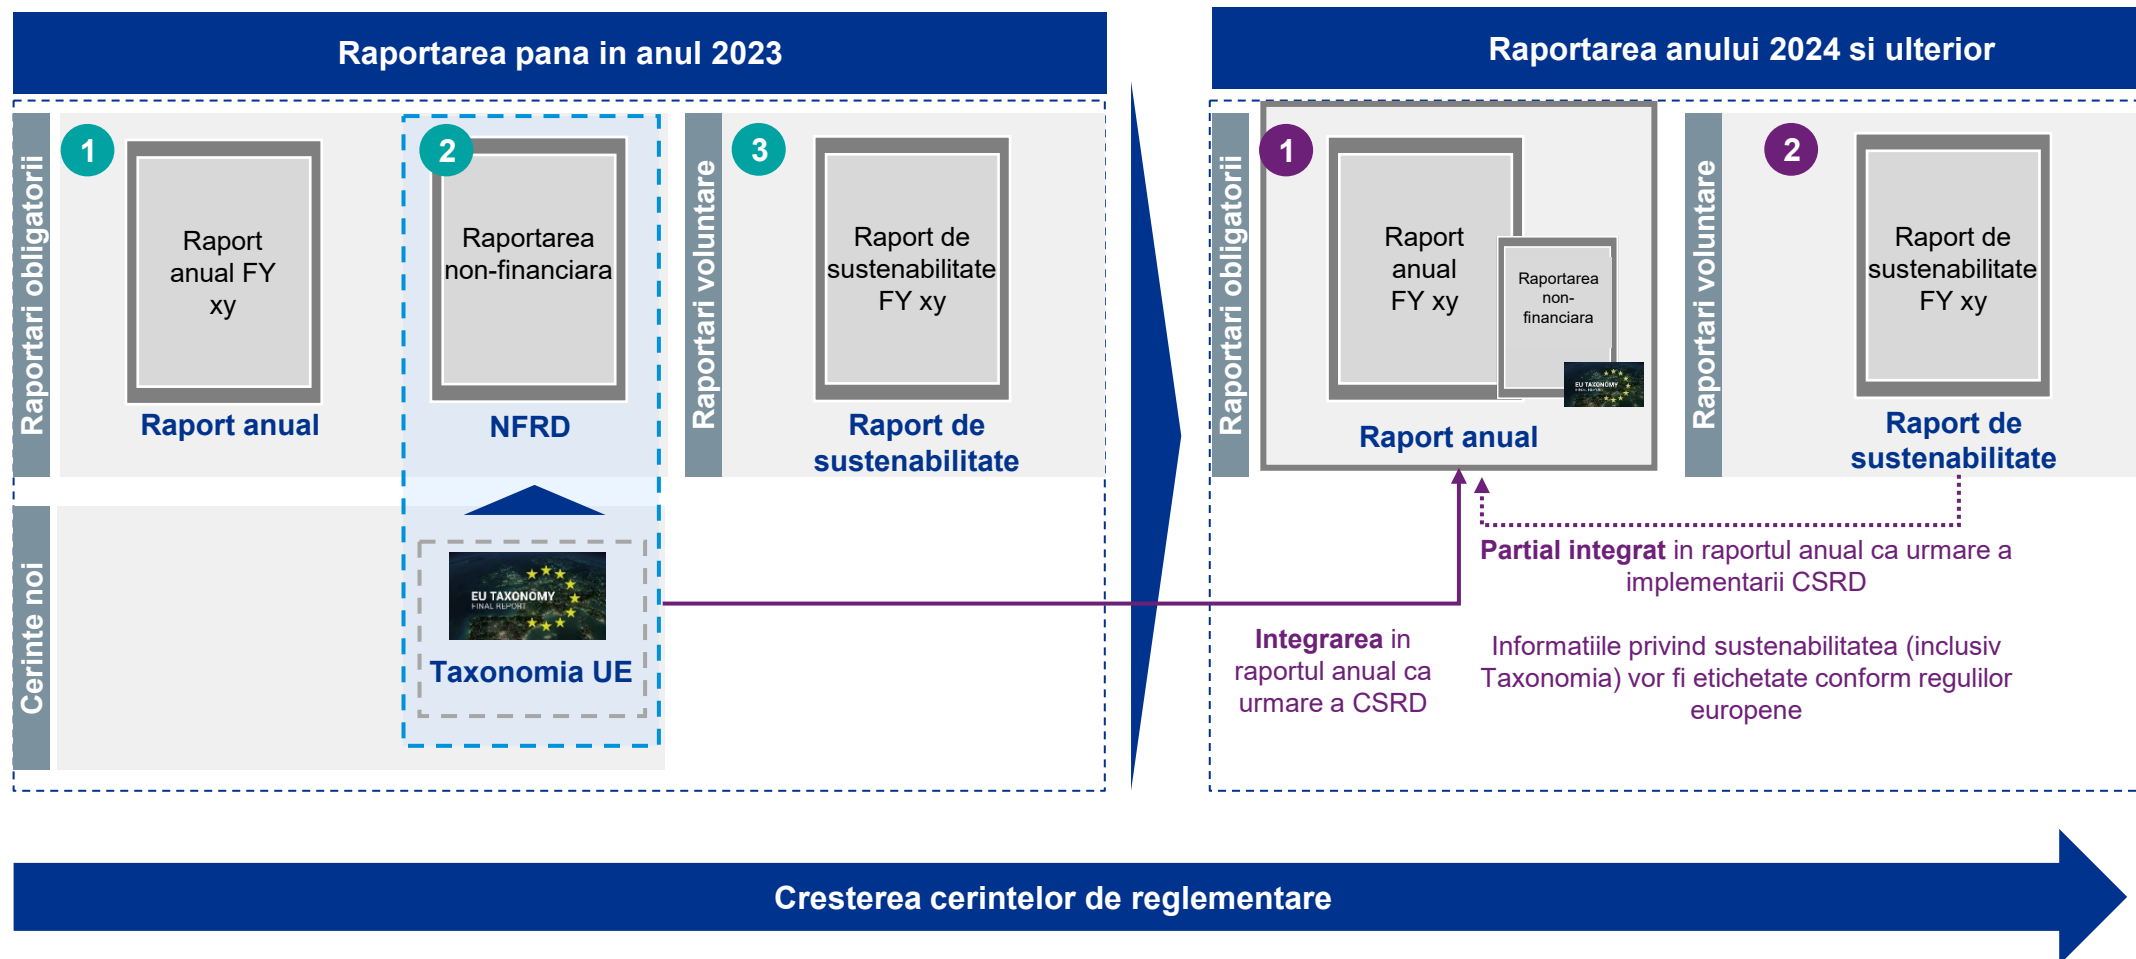 Raportarea pana in anul 2023
Raportari obligatorii
1
Raport
anual FY
xy
Raport anual
2
Raportarea
non-financiara
NFRD
Raportari voluntare
3
Raport de
sustenabilitate
FY xy
Raport de
sustenabilitate
Cerinte noi
EU TAXONOMY
FINAL REPORT
Taxonomia UE
Raportarea anului 2024 si ulterior
Raportari obligatorii
1
Raport
anual
FY xy
Raportarea
non-
financiara
EU TAXONOMY
FINAL REPORT
Raport anual
Raportari voluntare
2
Raport de
sustenabilitate
FY xy
Raport de
sustenabilitate
Integrarea in
raportul anual ca
urmare a CSRD
Partial integrat in raportul anual ca urmare a
implementarii CSRD
Informatiile privind sustenabilitatea (inclusiv
Taxonomia) vor fi etichetate conform regulilor
europene
Cresterea cerintelor de reglementare